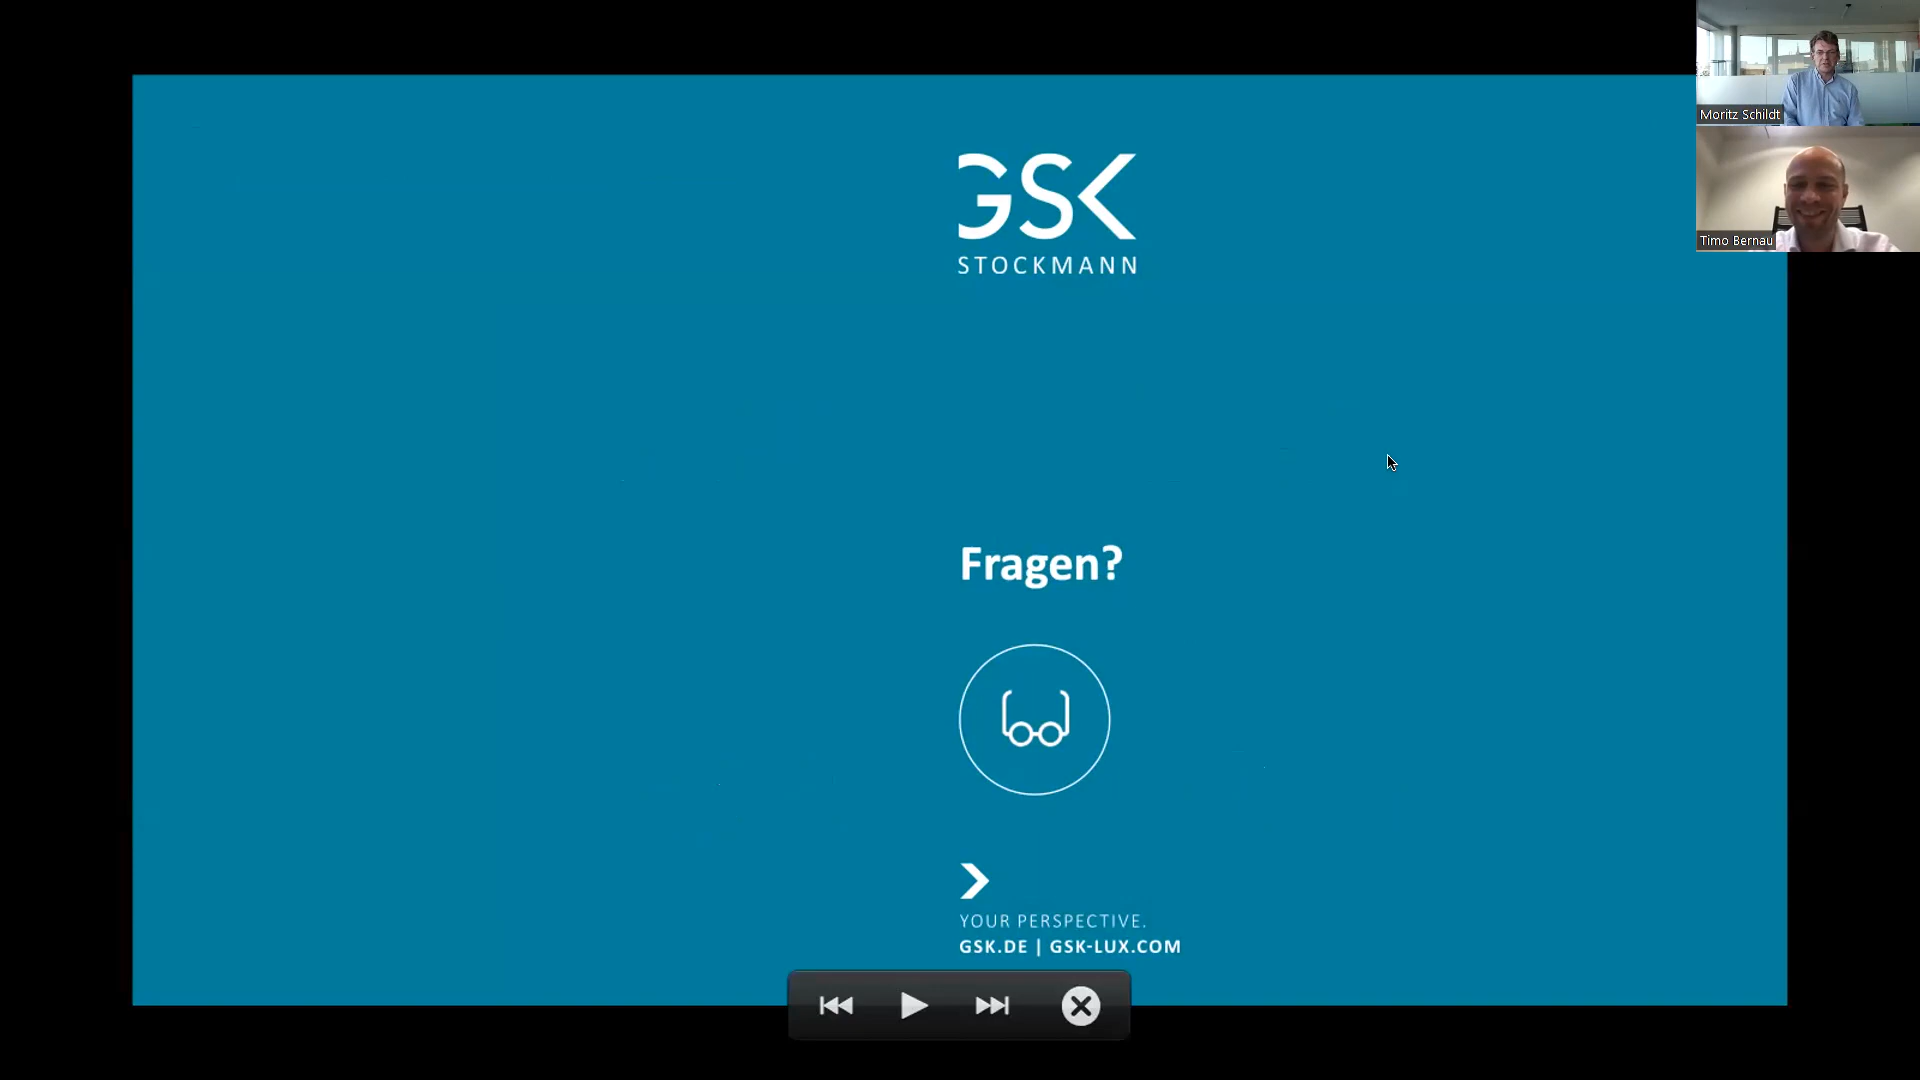 Moritz Schildt
Timo Bernau
GSK
STOCKMANN
Fragen?
YOUR PERSPECTIVE.
GSK.DE | GSK-LUX.COM